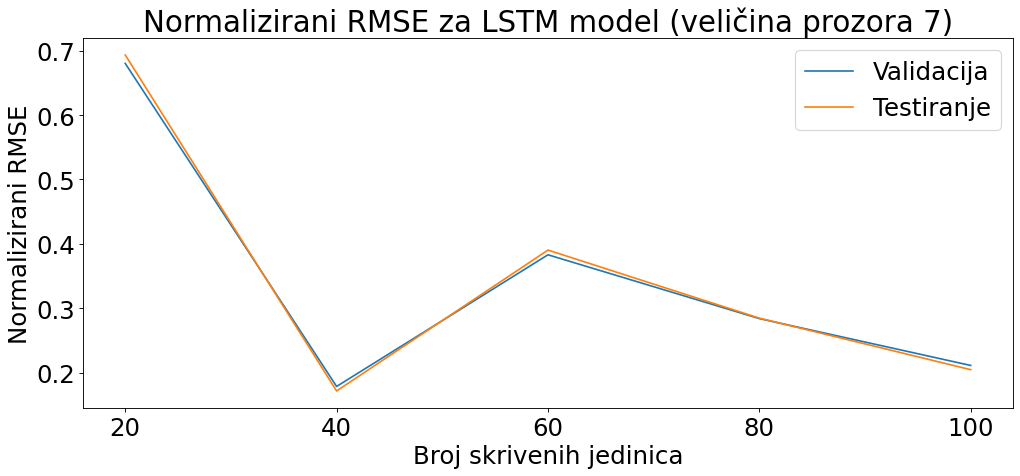 Normalizirani RMSE za LSTM model (veličina prozora 7)
Normalizirani RMSE
0.7
0.6
0.5
0.4
0.3
0.2
Validacija
Testiranje
20 40 60 80 100
Broj skrivenih jedinica